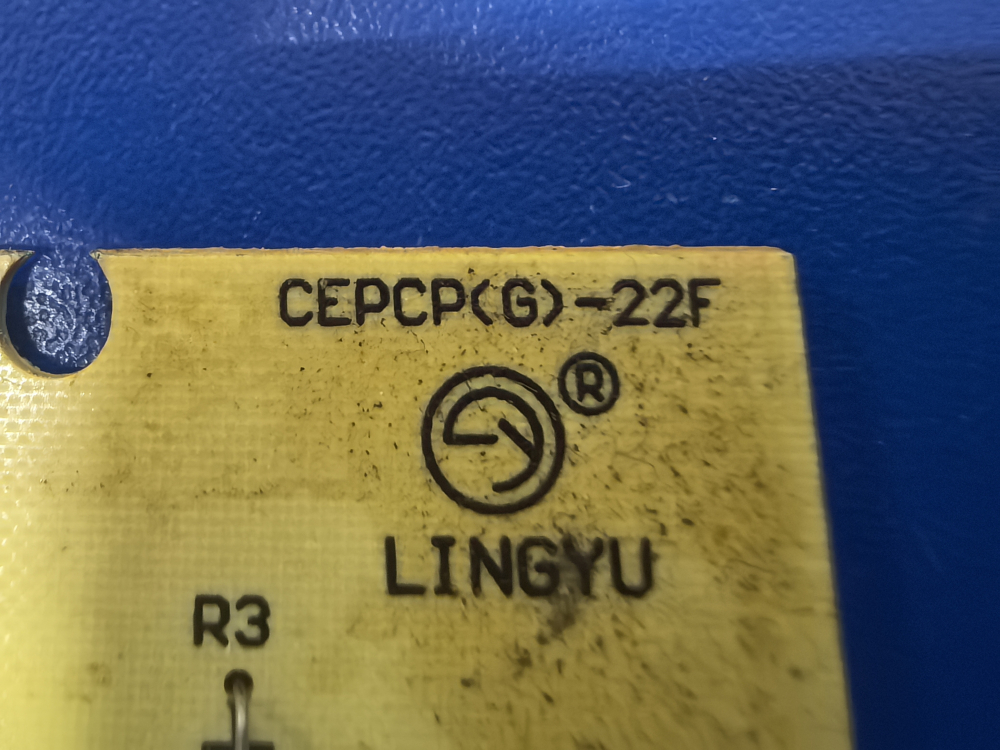 CEPCP(G)-22F
®
LINGYU
R3